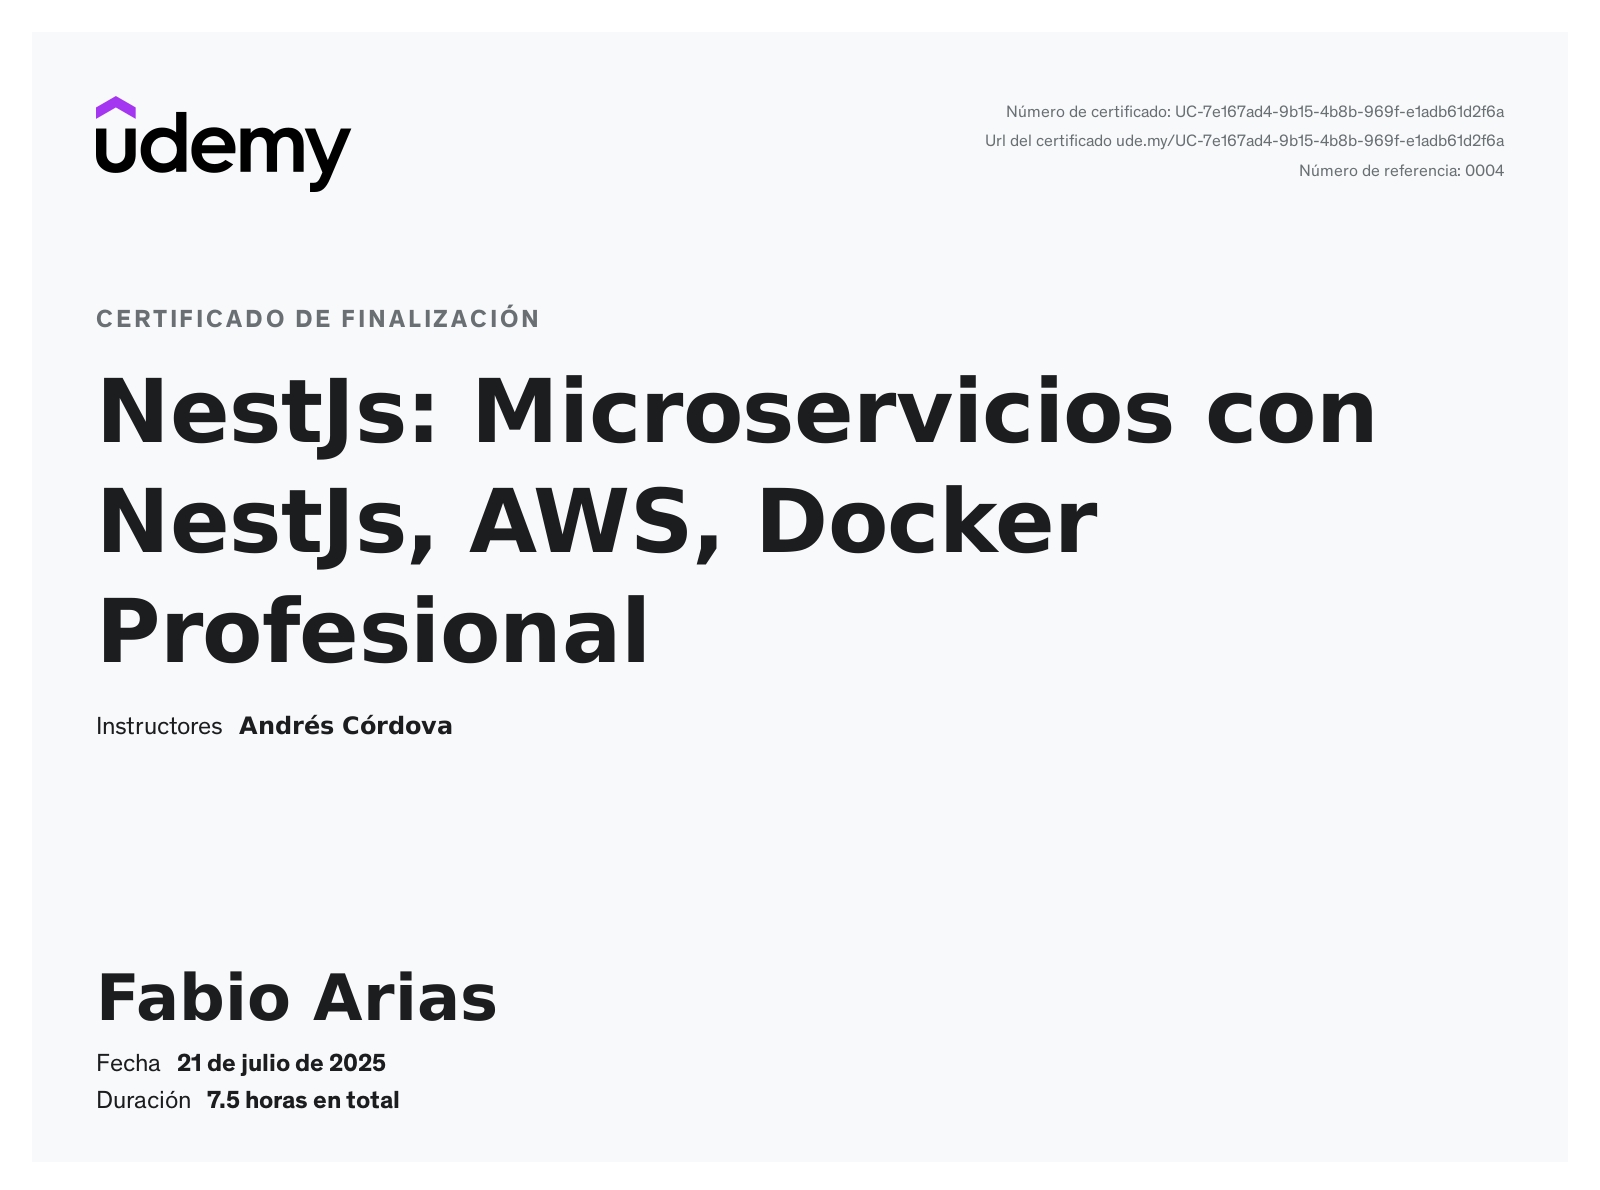 udemy
Número de certificado: UC-7e167ad4-9b15-4b8b-969f-e1adb61d2f6a
Url del certificado ude.my/UC-7e167ad4-9b15-4b8b-969f-e1adb61d2f6a
Número de referencia: 0004
CERTIFICADO DE FINALIZACIÓN
NestJs: Microservicios con
NestJs, AWS, Docker
Profesional
Instructores Andrés Córdova
Fabio Arias
Fecha 21 de julio de 2025
Duración 7.5 horas en total